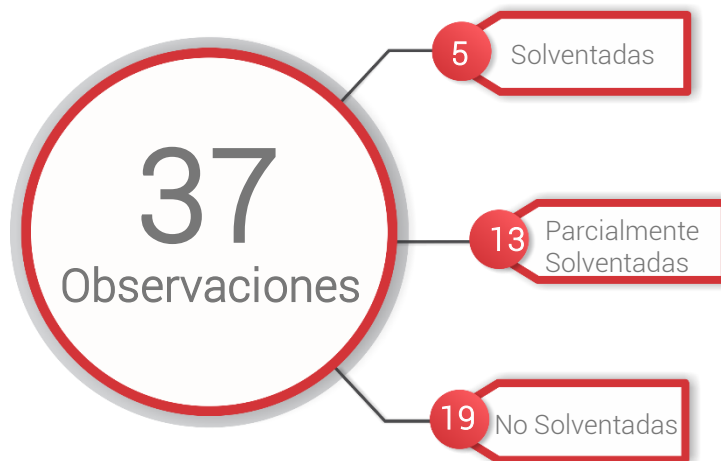 37
Observaciones
5
Solventadas
13
Parcialmente
Solventadas
19
No Solventadas